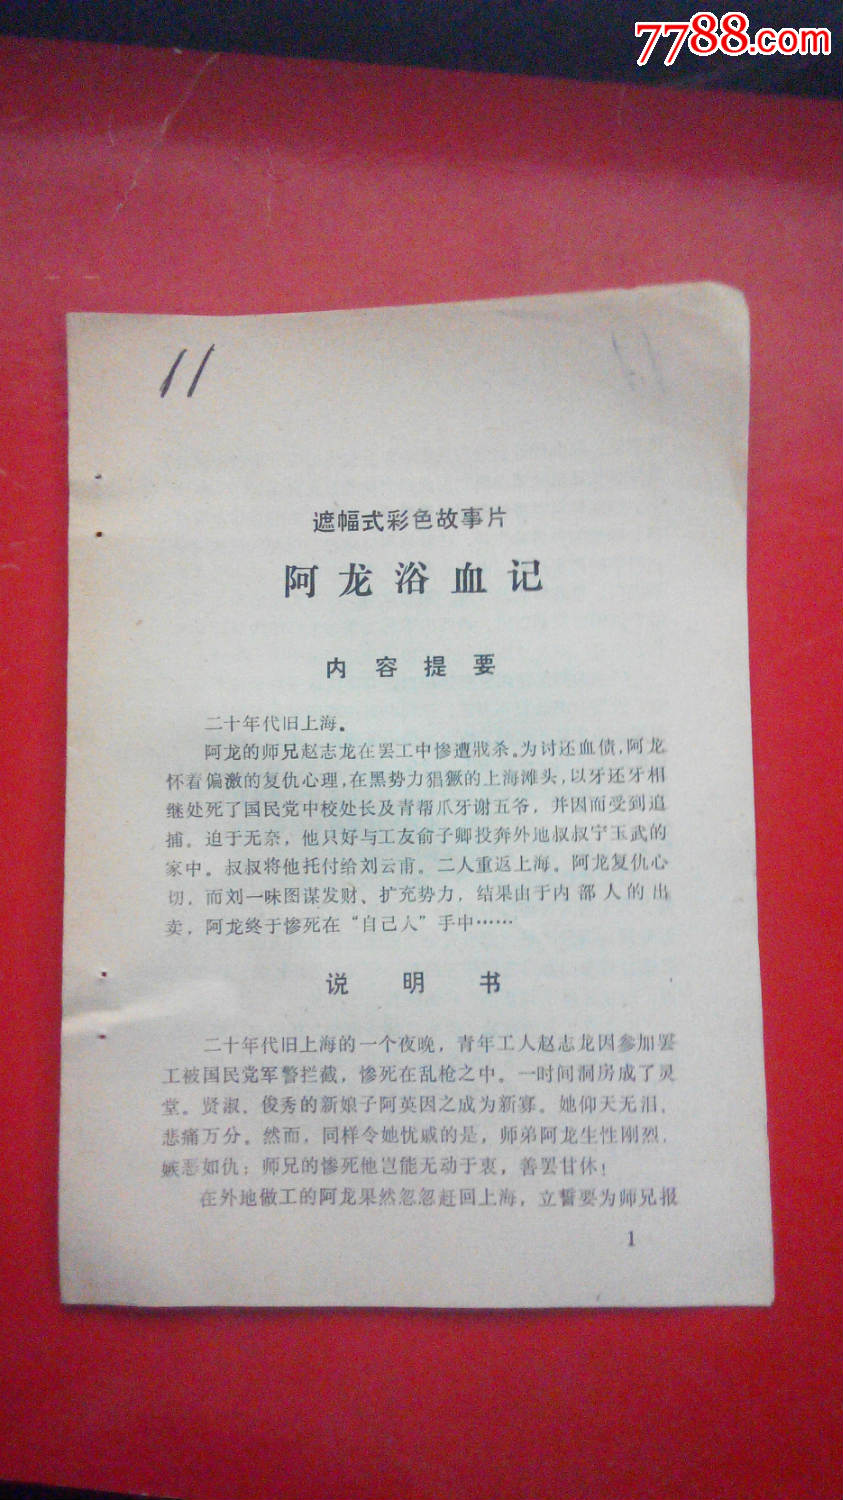 7788.com
11
遮幅式彩色故事片
阿龙浴血记
内容提要
二十年代旧上海。
阿龙的师兄赵志龙在罢工中惨遭戕杀。为讨还血债，阿龙
怀着偏激的复仇心理，在黑势力猖獗的上海滩头，以牙还牙相
继处死了国民党中校处长及青帮爪牙谢五爷，并因而受到追
捕。迫于无奈，他只好与工友俞子卿投奔外地叔叔宁玉武的
家中。叔叔将他托付给刘云甫。二人重返上海。阿龙复仇心
切，而刘一味图谋发财、扩充势力，结果由于内部人的出
卖，阿龙终于惨死在“自己人”手中……
说明书
二十年代旧上海的一个夜晚，青年工人赵志龙因参加罢
工被国民党军警拦截，惨死在乱枪之中。一时间洞房成了灵
堂。贤淑、俊秀的新娘子阿英因之成为新寡。她仰天无泪，
悲痛万分。然而，同样令她忧戚的是，师弟阿龙生性刚烈，
嫉恶如仇；师兄的惨死他岂能无动于衷，善罢甘休！
在外地做工的阿龙果然忽忽赶回上海，立誓要为师兄报
1